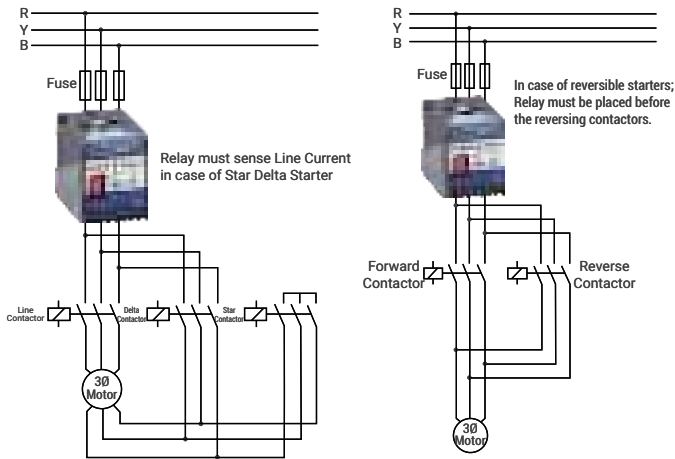 R
Y
B
Fuse
Relay must sense Line Current
in case of Star Delta Starter
Line
Contactor
Delta
Contactor
Star
Contactor
3Ø
Motor
R
Y
B
Fuse
In case of reversible starters;
Relay must be placed before
the reversing contactors.
Forward
Contactor
Reverse
Contactor
3Ø
Motor